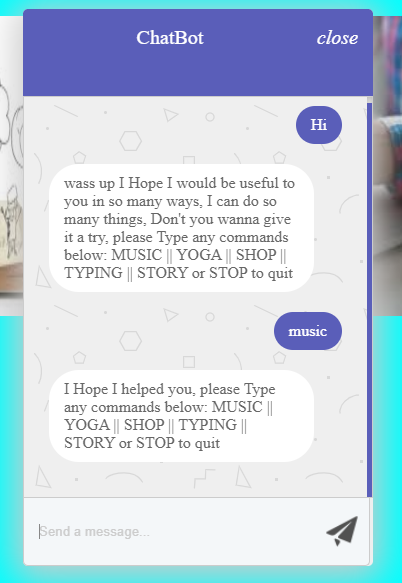 ChatBot
close
Hi
wass up I Hope I would be useful to
you in so many ways, I can do so
many things, Don't you wanna give
it a try, please Type any commands
below: MUSIC || YOGA || SHOP ||
TYPING || STORY or STOP to quit
music
I Hope I helped you, please Type
any commands below: MUSIC ||
YOGA || SHOP || TYPING ||
STORY or STOP to quit
Send a message...